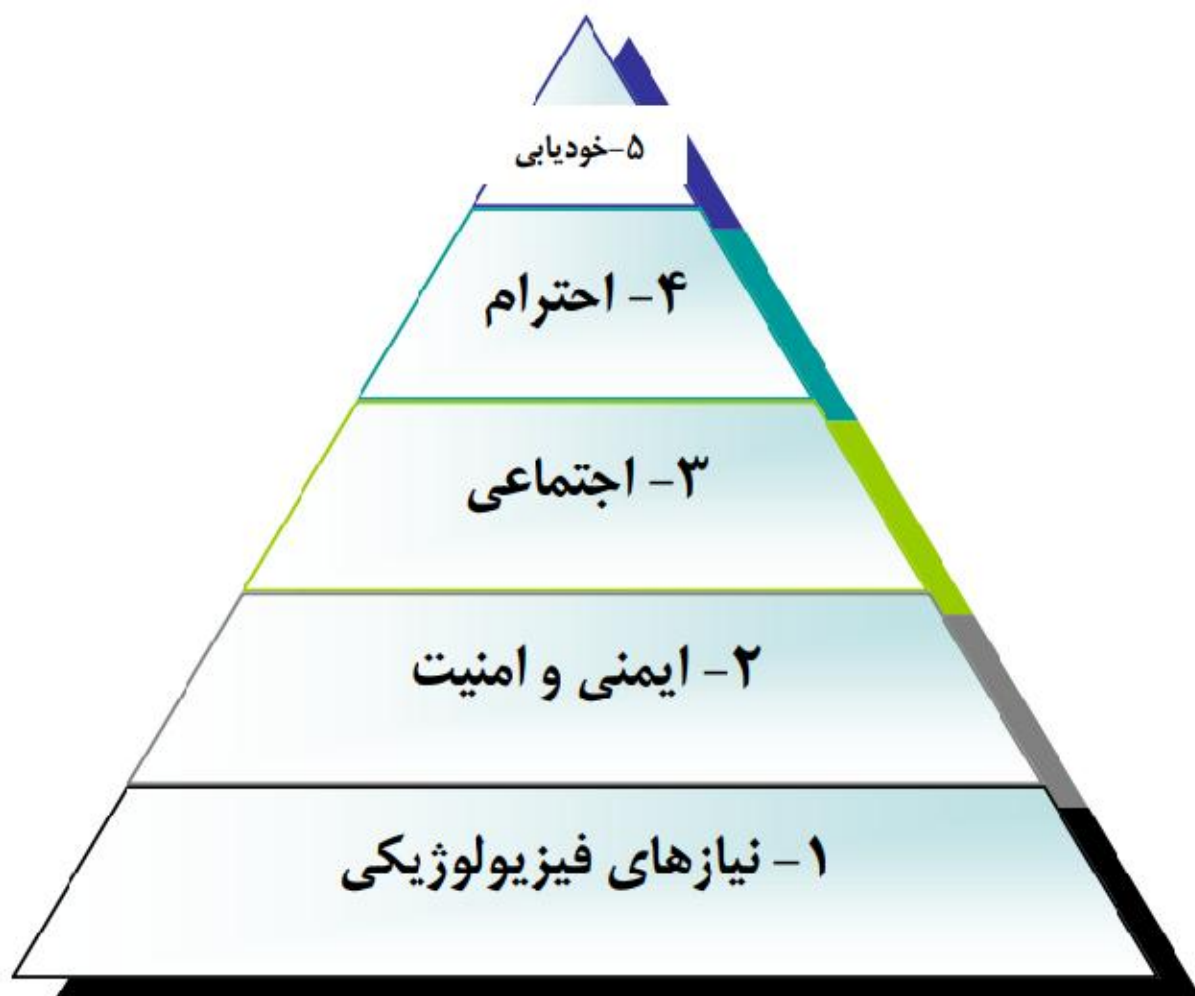 ۵-خودیابی
۴- احترام
۳- اجتماعی
۲- ایمنی و امنیت
۱- نیازهای فیزیولوژیکی